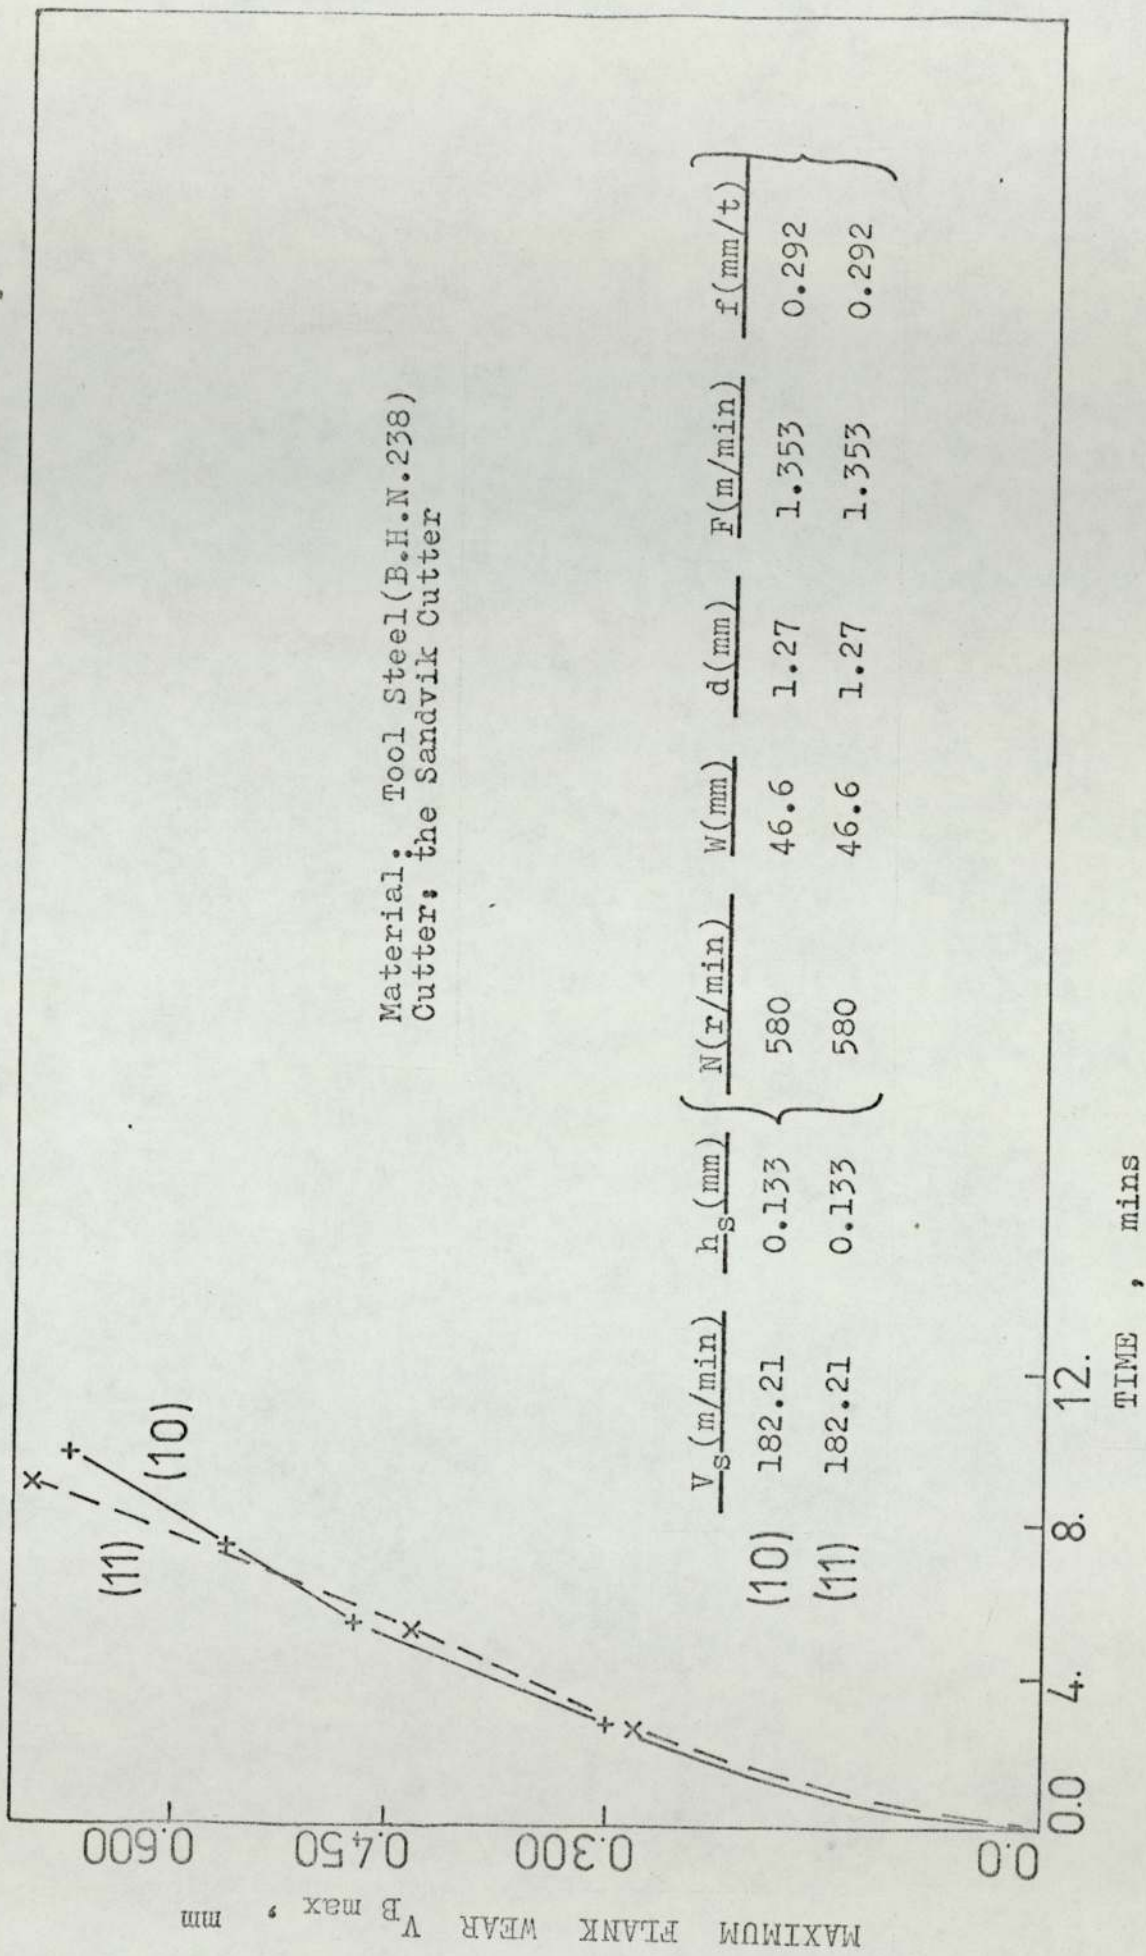 MAXIMUM FLANK WEAR V_B max , mm
0.600
0.450
0.300
0.0
0.0
4.
8.
12.
TIME , mins
(11)
(10)
Material. Tool Steel(B.H.N.238)
Cutter: the Sandvik Cutter
V_S(m/min) h_S(mm) N(r/min) W(mm) d(mm) F(m/min) f(mm/t)
(10) 182.21 0.133 580 46.6 1.27 1.353 0.292
(11) 182.21 0.133 580 46.6 1.27 1.353 0.292